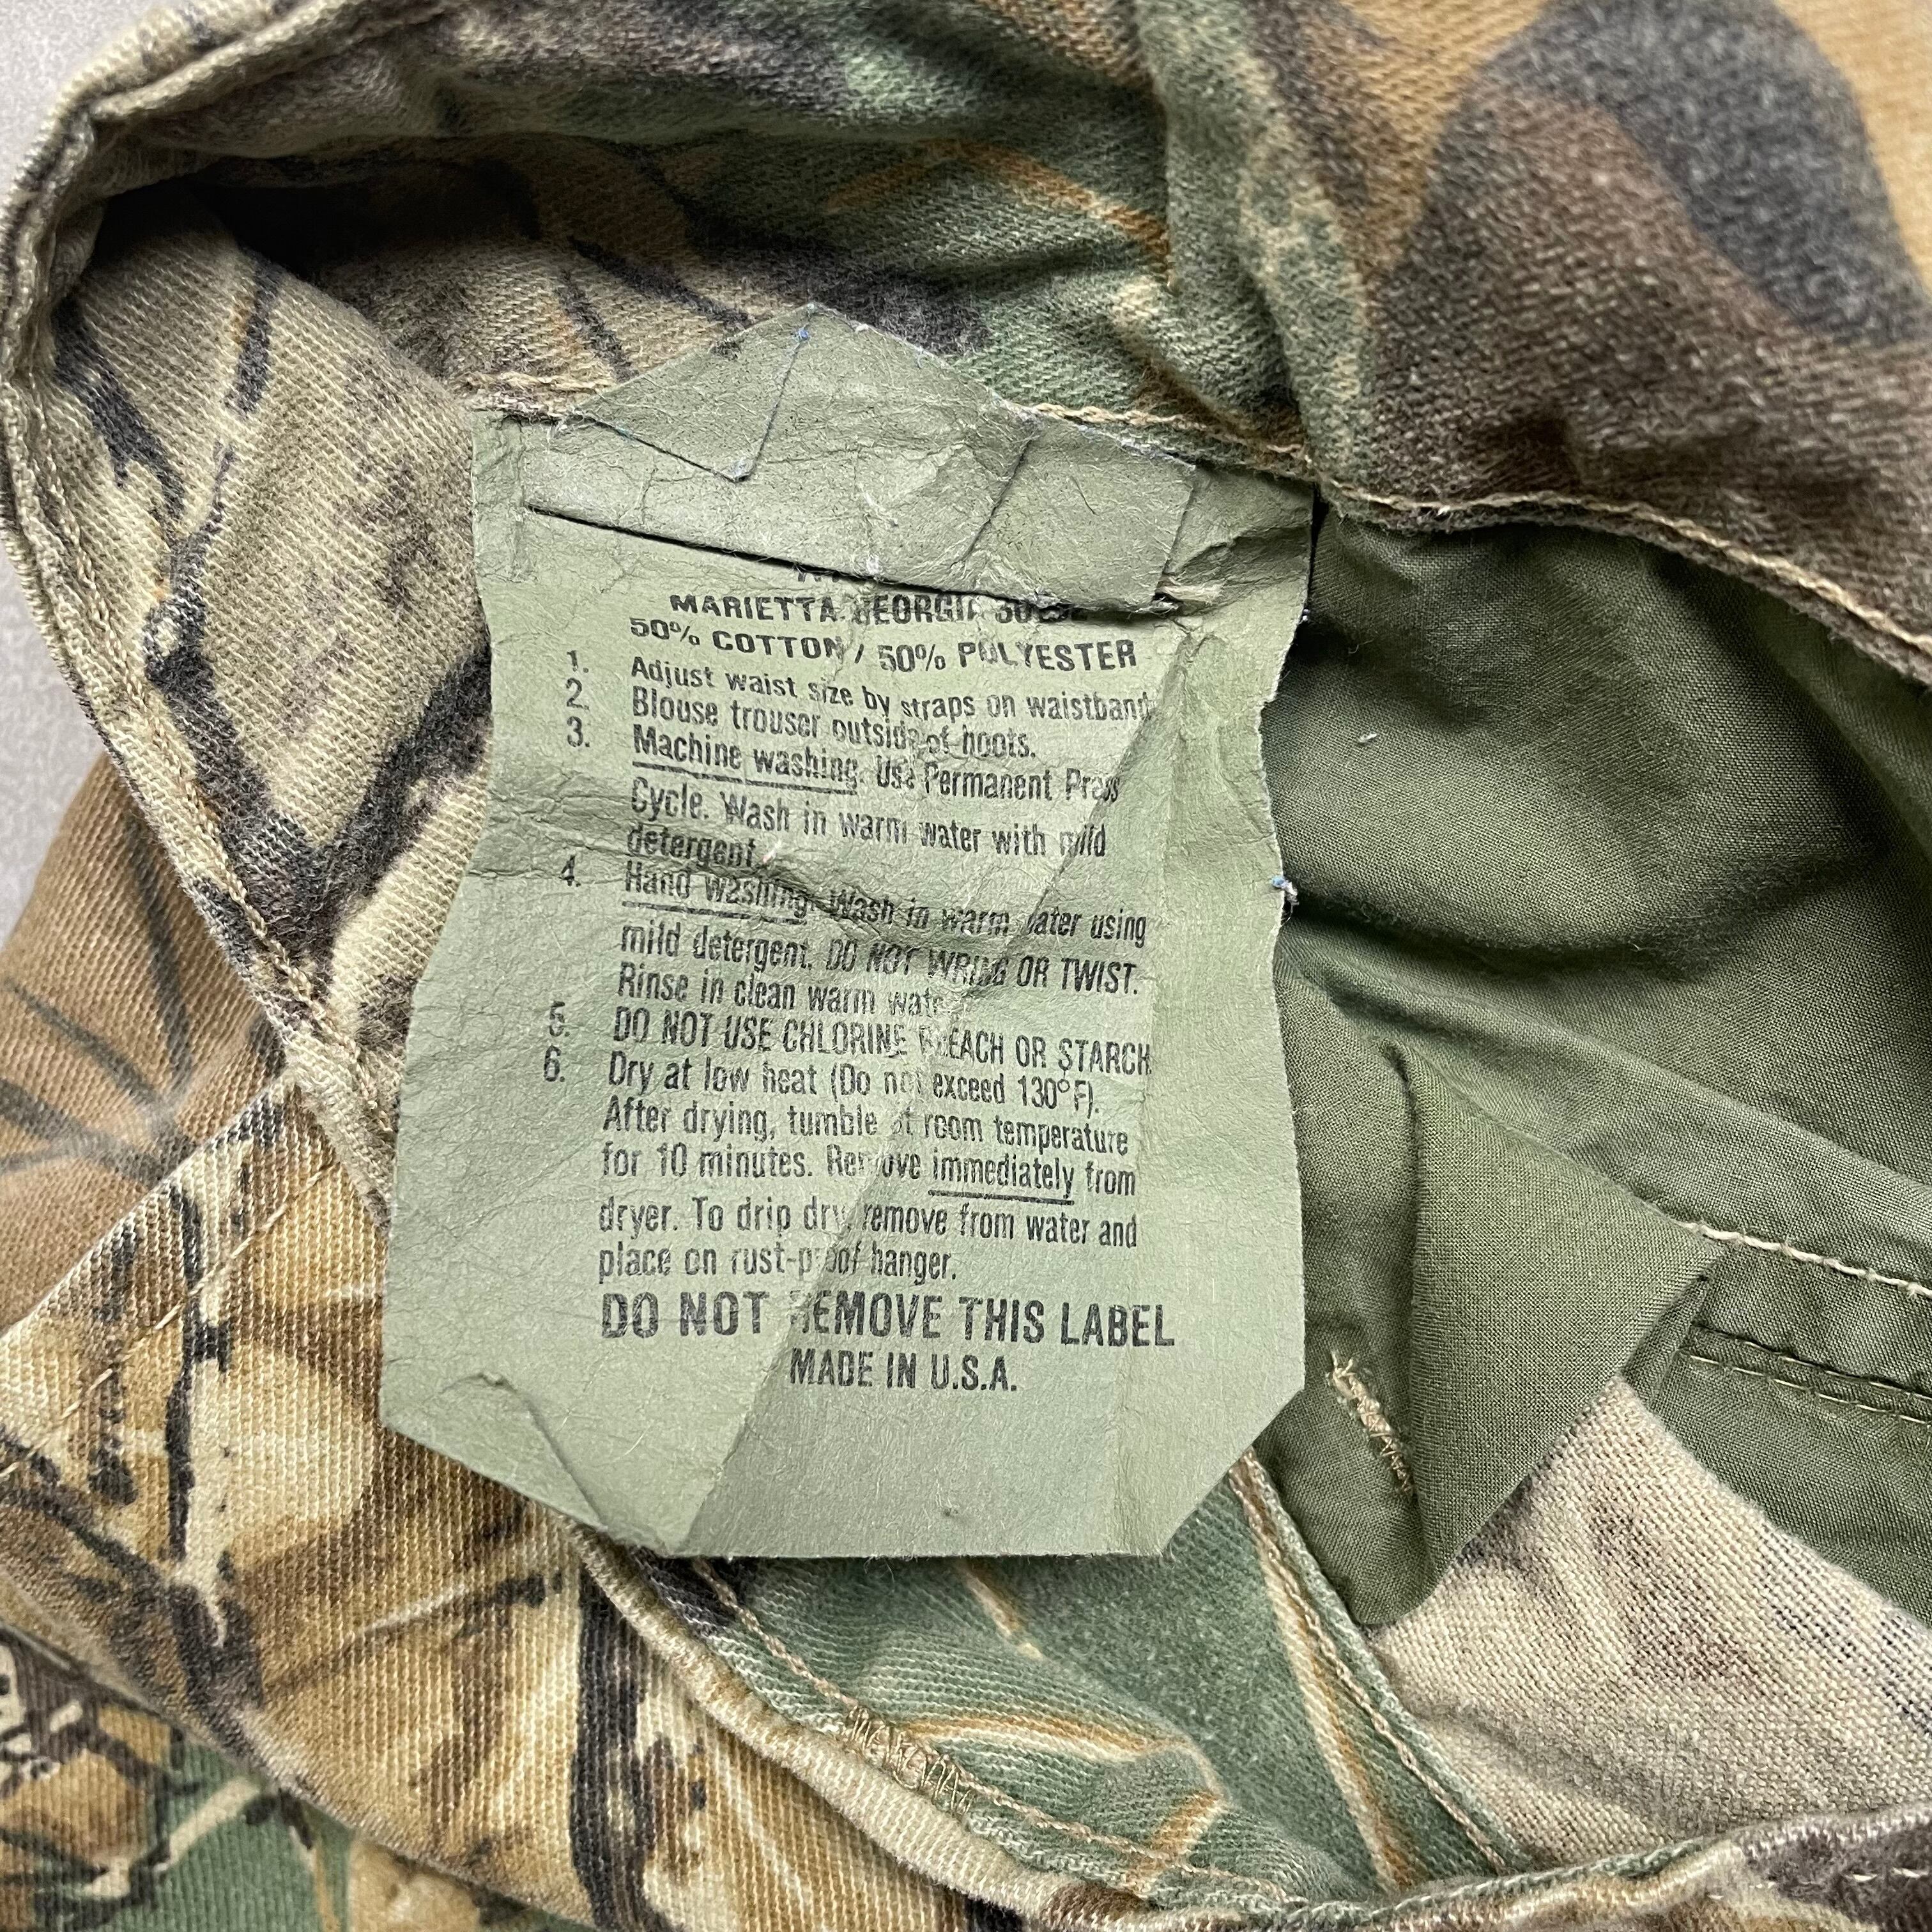 MARIETTA GEORGIA
50% COTTON / 50% POLYESTER
1. Adjust waist size by straps on waistband
2. Blouse trouser outside of boots.
3. Machine washing. Use Permanent Press
Cycle. Wash in warm water with mild
detergent.
4. Hand washing. Wash in warm water using
mild detergent. DO NOT WRING OR TWIST.
Rinse in clean warm water
5. DO NOT USE CHLORINE BLEACH OR STARCH
6. Dry at low heat (Do not exceed 130°F).
After drying, tumble at room temperature
for 10 minutes. Remove immediately from
dryer. To drip dry, remove from water and
place on rust-proof hanger.
DO NOT REMOVE THIS LABEL
MADE IN U.S.A.